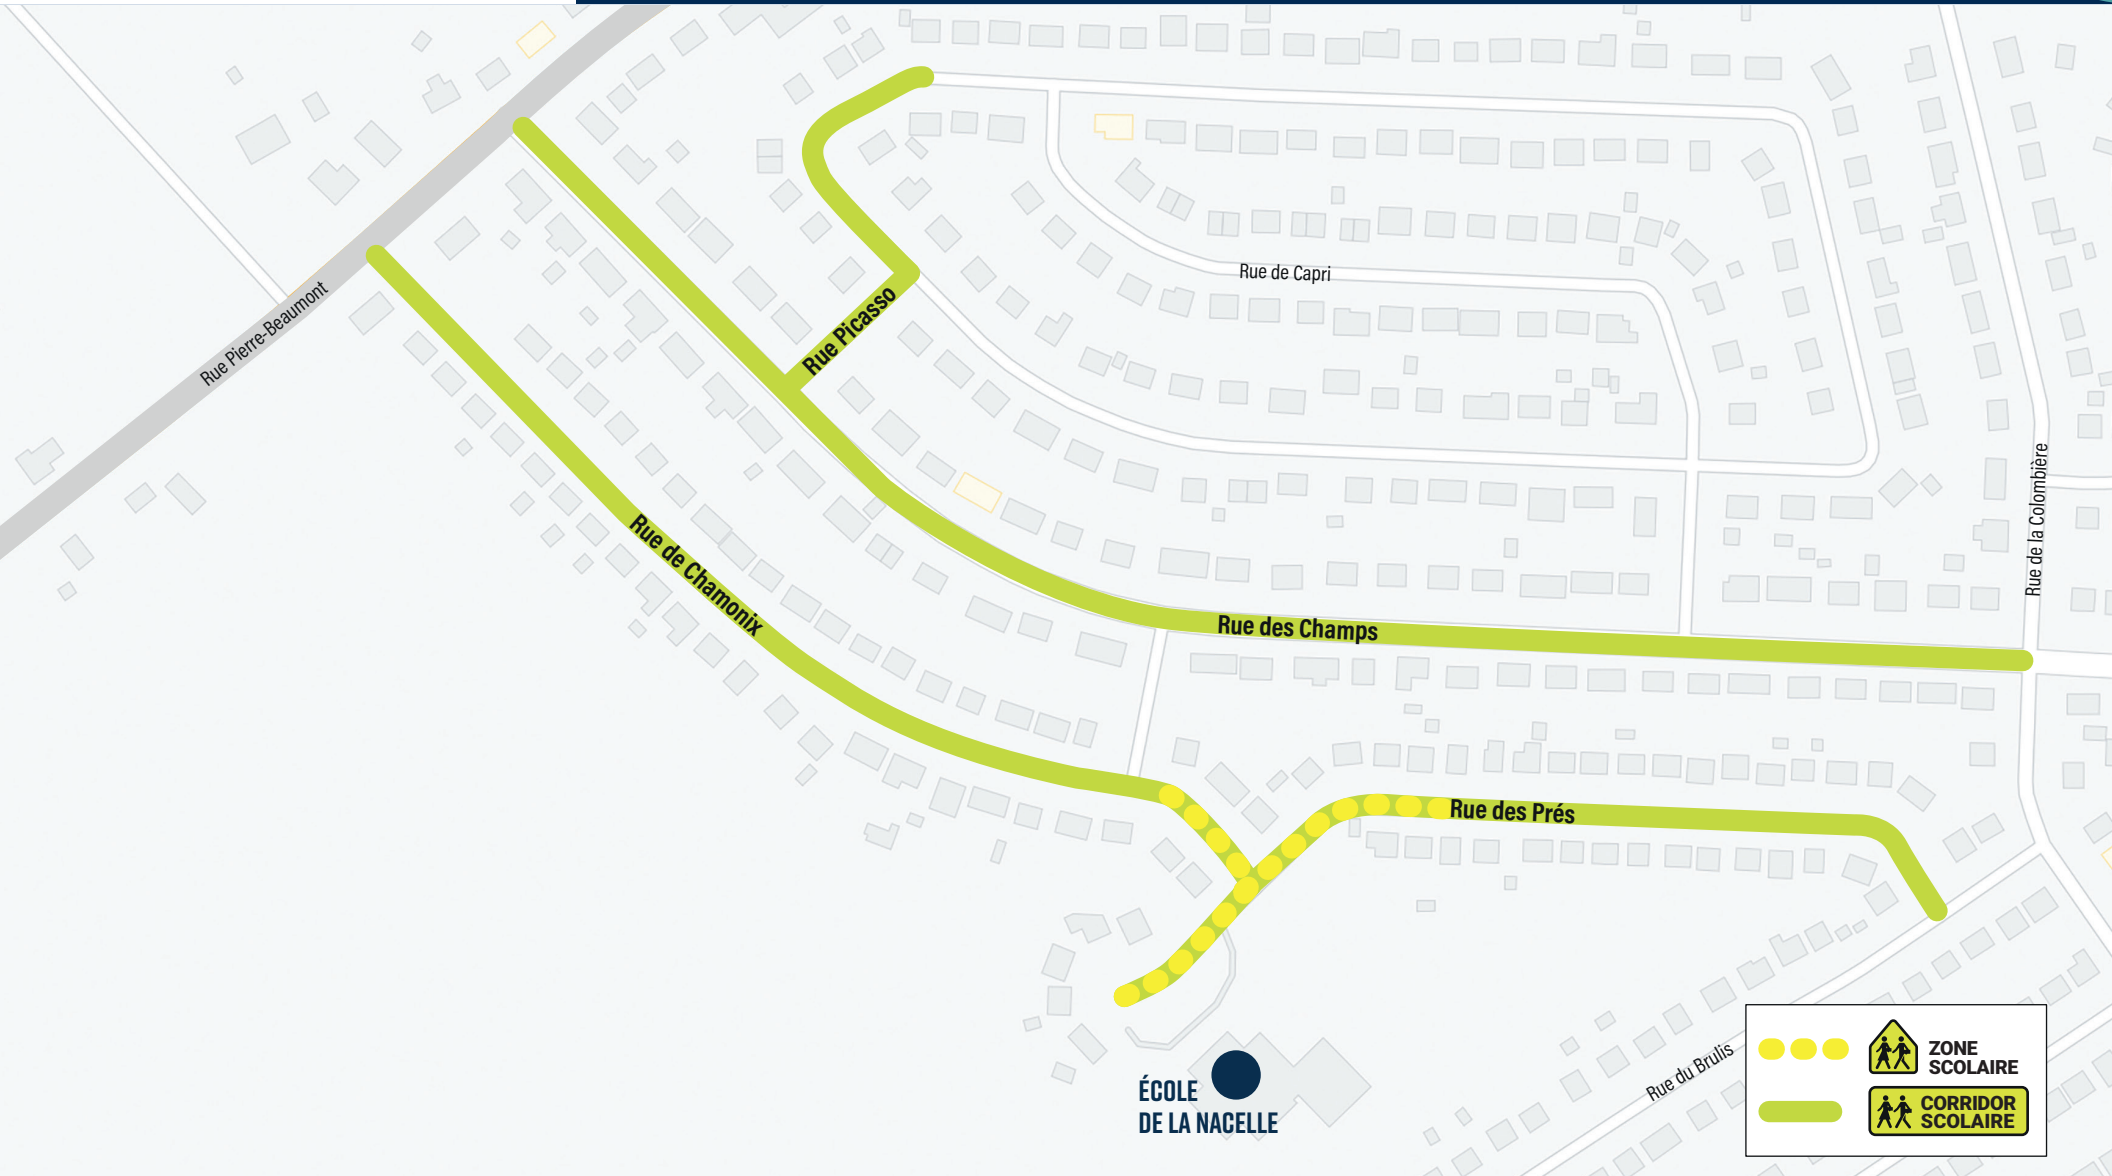 Rue de Capri
Rue Picasso
Rue Pierre-Beaumont
Rue de la Colombière
Rue de Chamonix
Rue des Champs
Rue des Prés
Rue du Brulis
ÉCOLE
DE LA NACELLE
ZONE
SCOLAIRE
CORRIDOR
SCOLAIRE